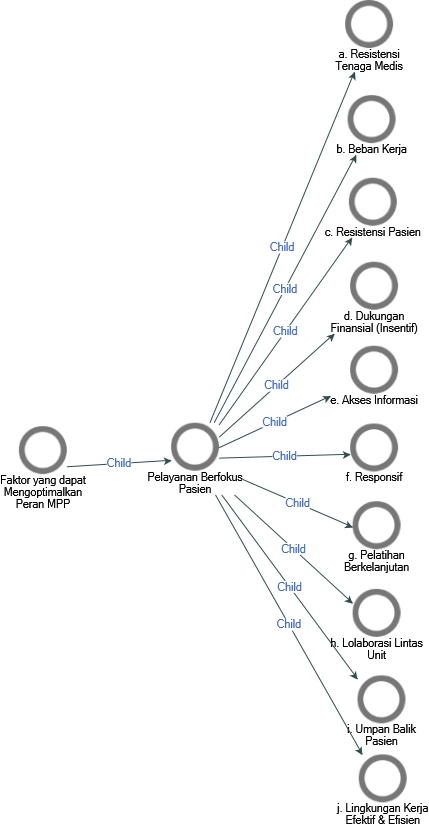 a. Resistensi
Tenaga Medis
b. Beban Kerja
Child
c. Resistensi Pasien
Child
d. Dukungan
Finansial (Insentif)
Child
Child
e. Akses Informasi
Child
Faktor yang dapat
Mengoptimalkan
Peran MPP
Child
Pelayanan Berfokus
Pasien
Child
f. Responsif
Child
g. Pelatihan
Berkelanjutan
Child
h. Lolaborasi Lintas
Unit
Child
i. Umpan Balik
Pasien
Child
j. Lingkungan Kerja
Efektif & Efisien